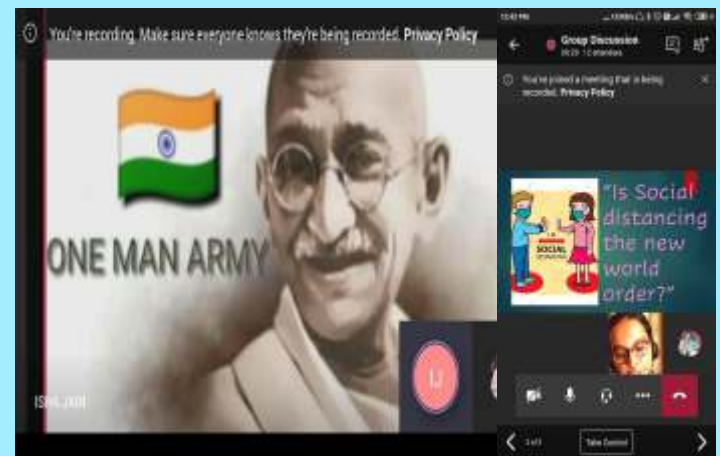 You're recording. Make sure everyone knows they're being recorded. Privacy Policy
ONE MAN ARMY
IJ
ISHA JAIN
Group Discussion
You've joined a meeting that is being
recorded. Privacy Policy
"Is Social
distancing
the new
world
order?"
SOCIAL
Take Control